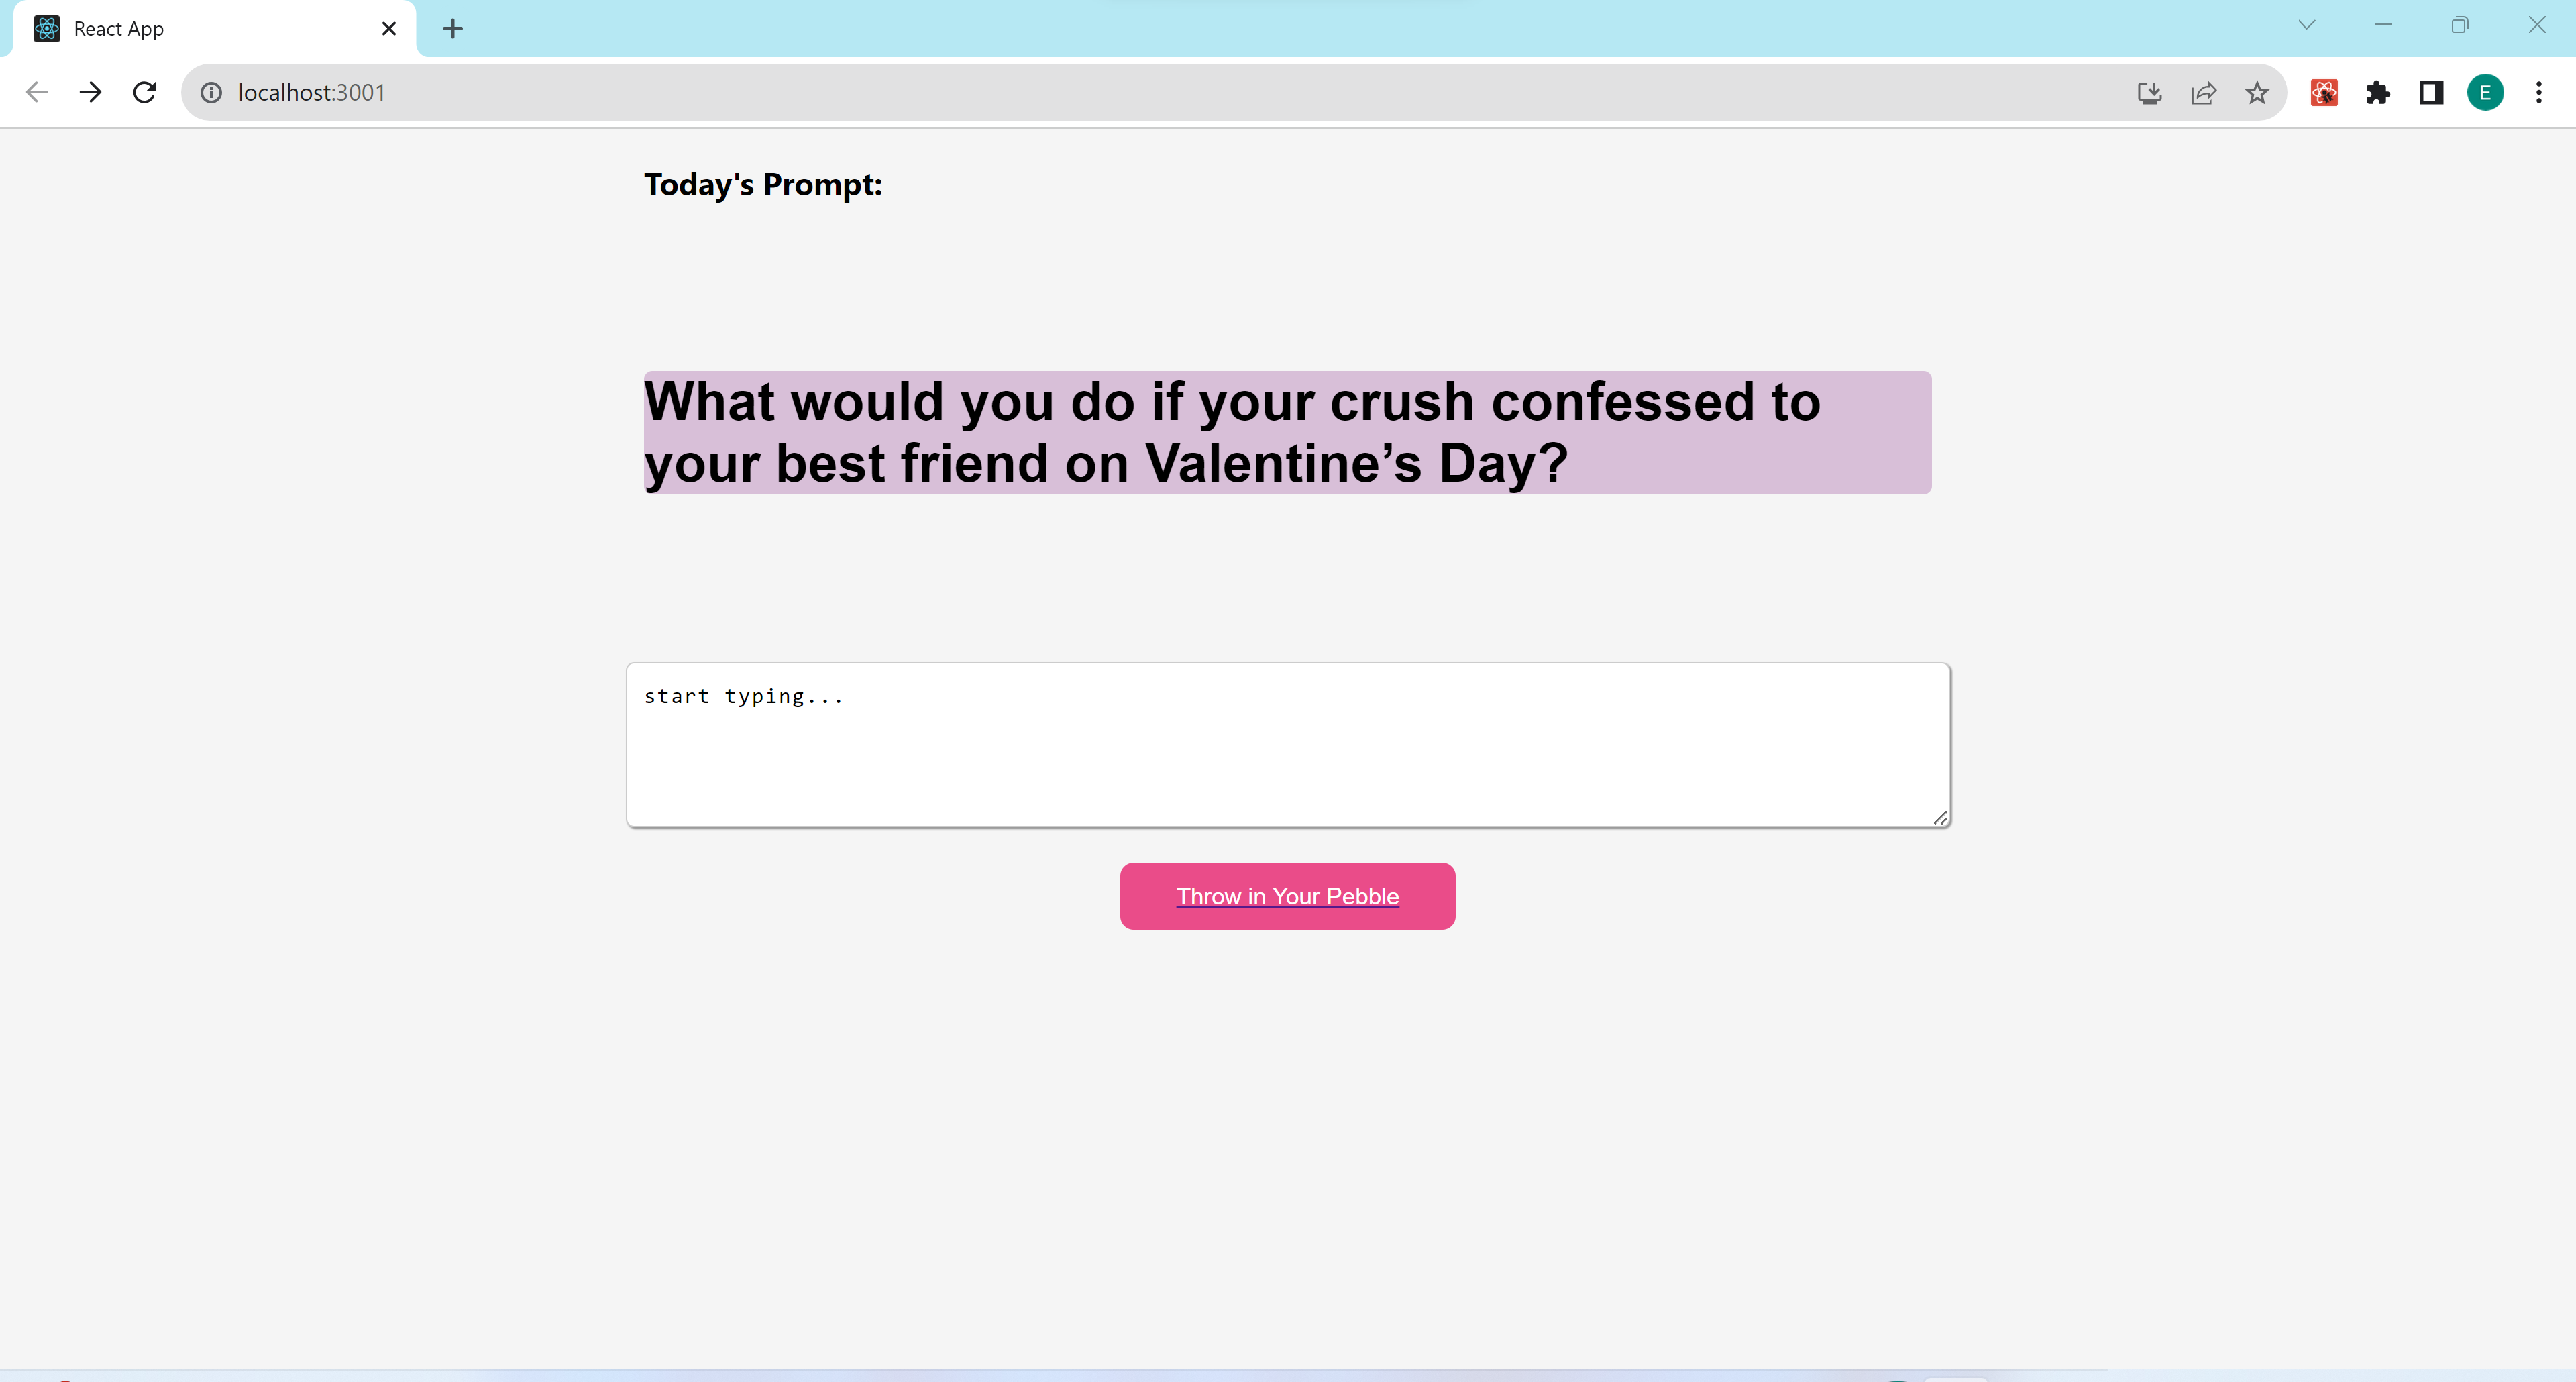 React App
localhost:3001
E
Today's Prompt:
What would you do if your crush confessed to
your best friend on Valentine’s Day?
start typing...
Throw in Your Pebble